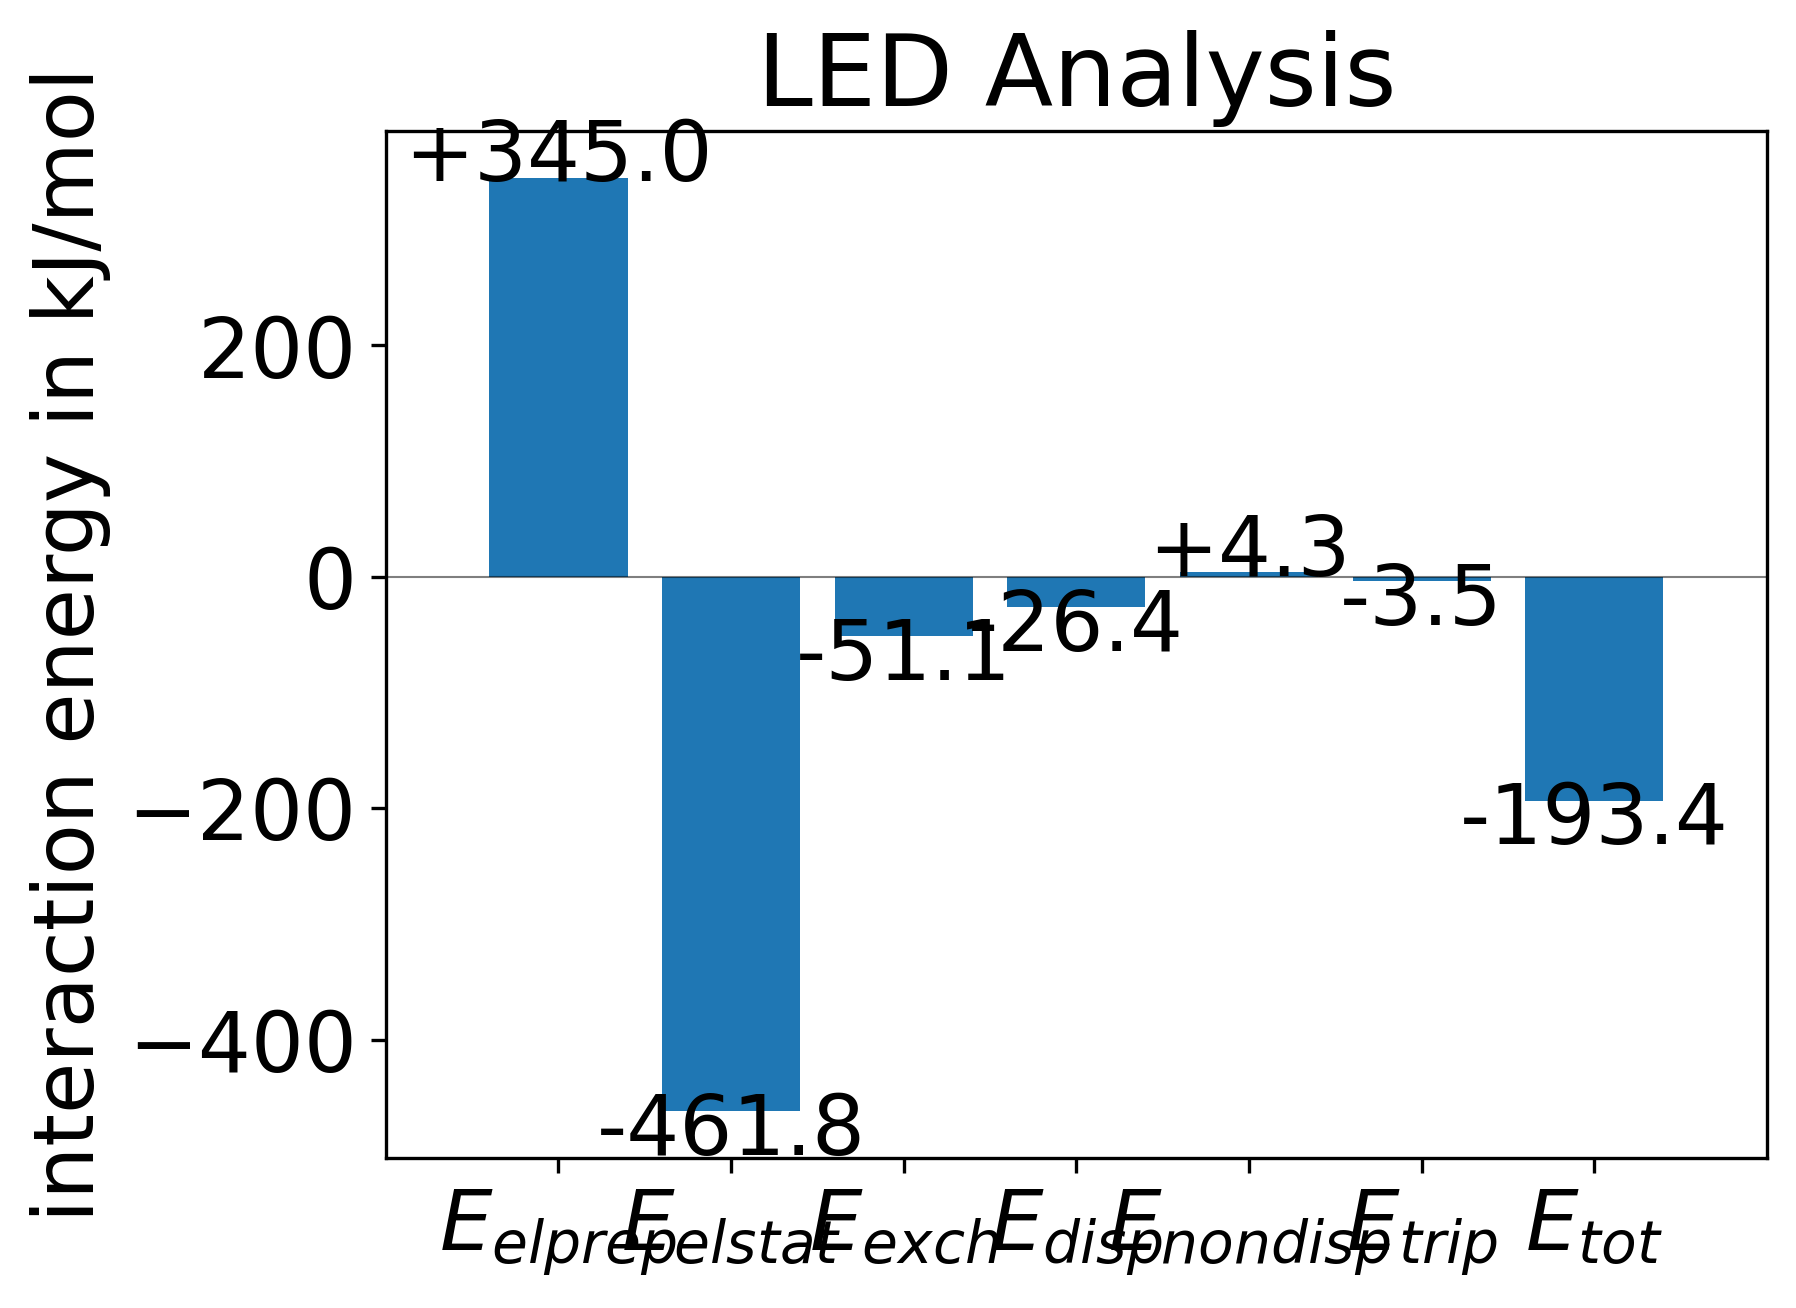 LED Analysis
interaction energy in kJ/mol
200
0
−200
−400
+345.0
-461.8
-51.1
-26.4
+4.3
-3.5
-193.4
E_elprep
E_elstat
E_exch
E_disp
E_nondisp
E_trip
E_tot